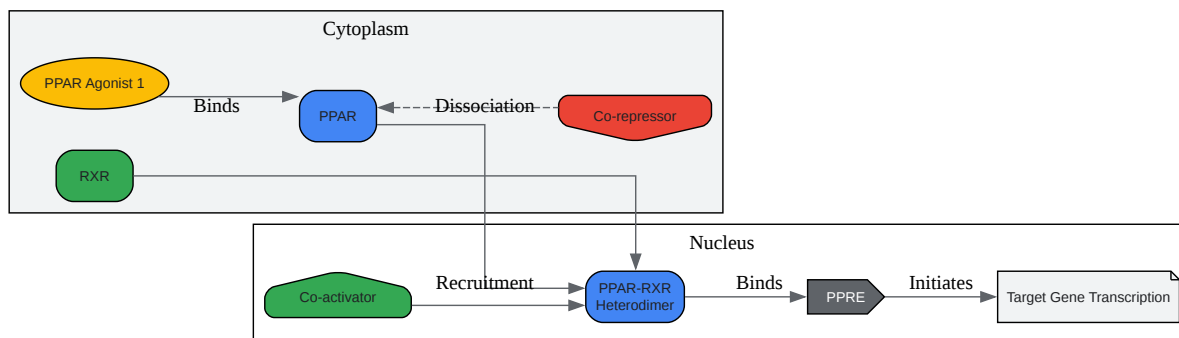 Cytoplasm
PPAR Agonist 1
Binds
PPAR
Dissociation
Co-repressor
RXR
Nucleus
Co-activator
Recruitment
PPAR-RXR
Heterodimer
Binds
PPRE
Initiates
Target Gene Transcription